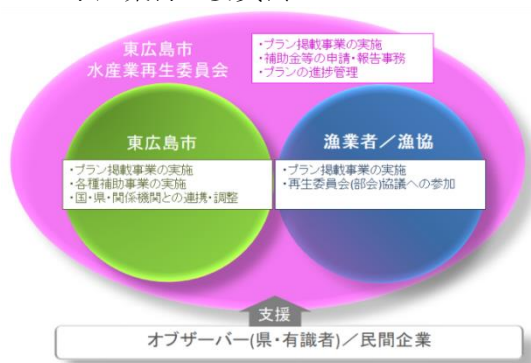 東広島市
水産業再生委員会
・プラン掲載事業の実施
・補助金等の申請・報告事務
・プランの進捗管理
東広島市
・プラン掲載事業の実施
・各種補助事業の実施
・国・県・関係機関との連携・調整
漁業者／漁協
・プラン掲載事業の実施
・再生委員会(部会)協議への参加
支援
オブザーバー(県・有識者)／民間企業